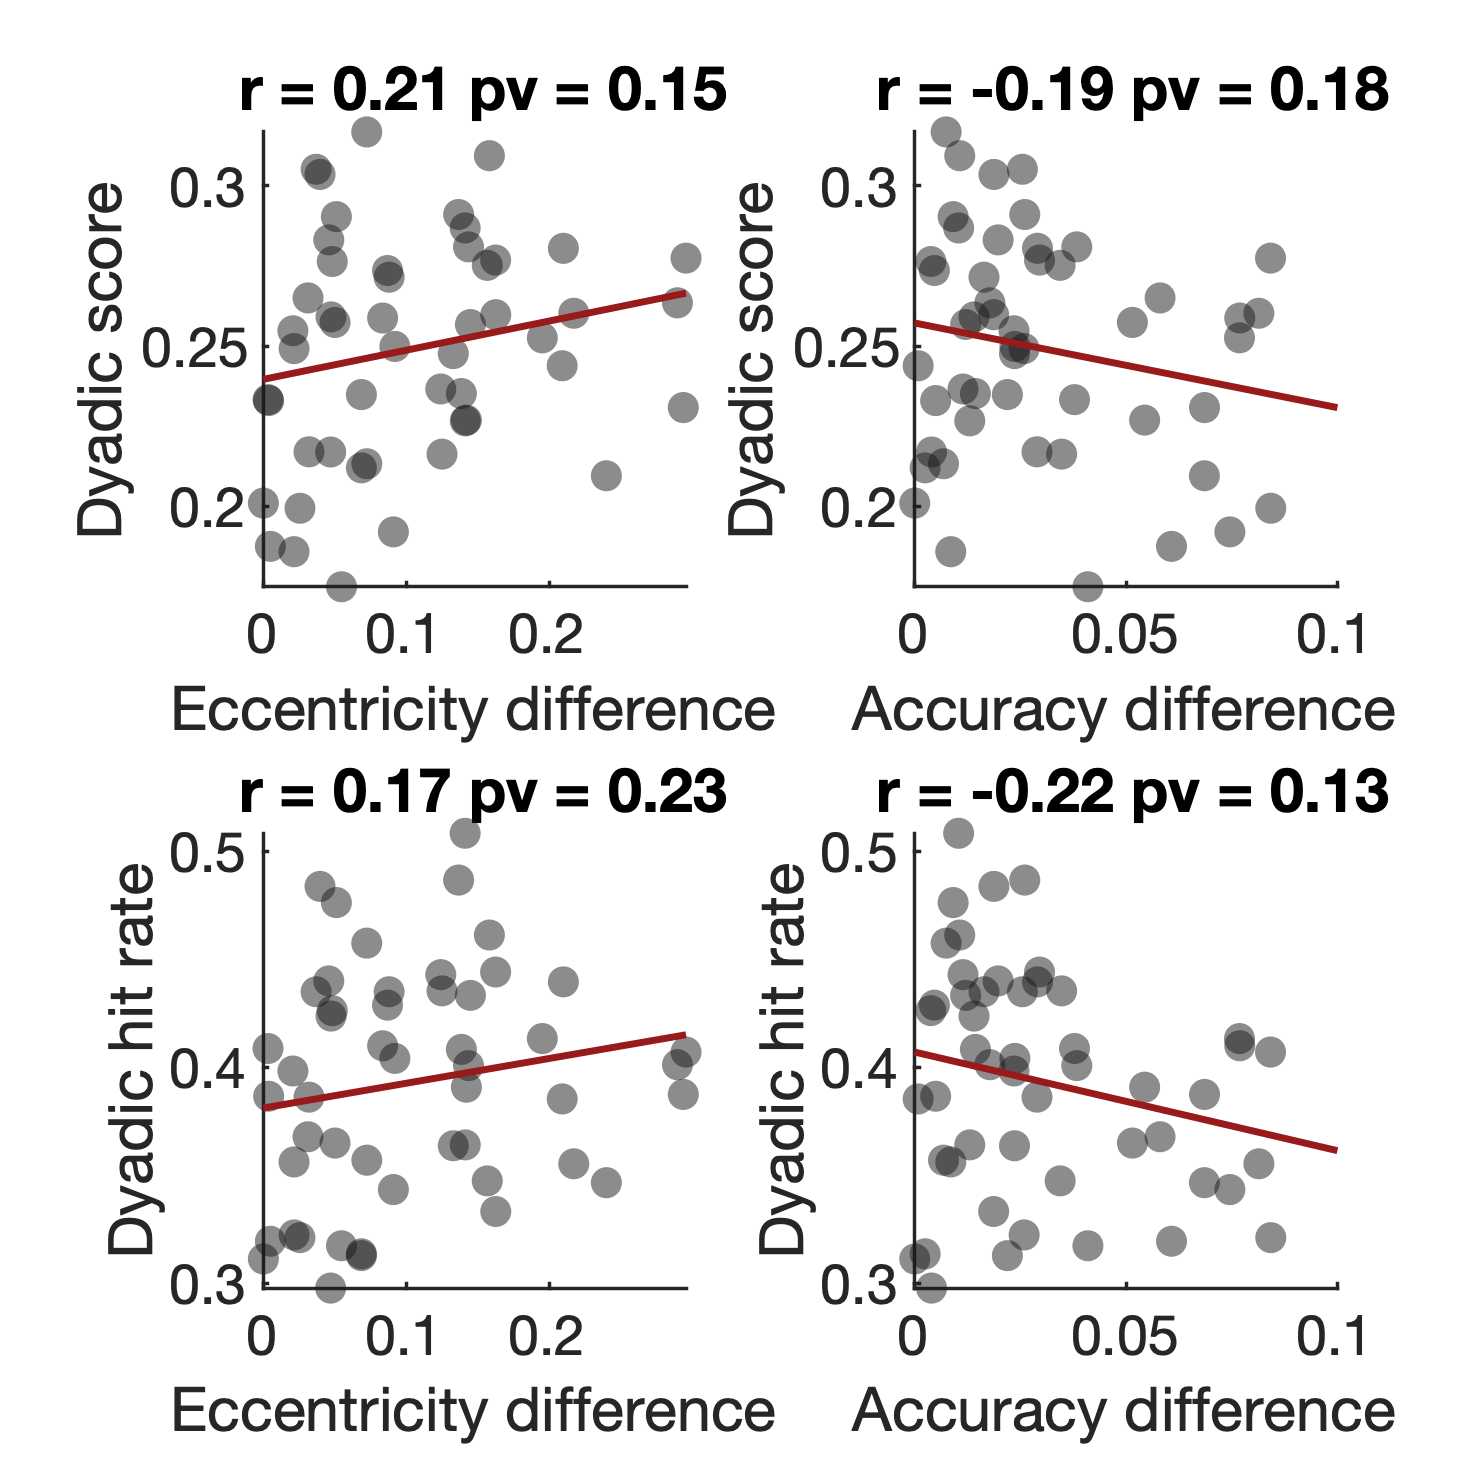 r = 0.21 pv = 0.15
Dyadic score
0.3
0.25
0.2
0 0.1 0.2
Eccentricity difference
r = -0.19 pv = 0.18
Dyadic score
0.3
0.25
0.2
0 0.05 0.1
Accuracy difference
r = 0.17 pv = 0.23
Dyadic hit rate
0.5
0.4
0.3
0 0.1 0.2
Eccentricity difference
r = -0.22 pv = 0.13
Dyadic hit rate
0.5
0.4
0.3
0 0.05 0.1
Accuracy difference